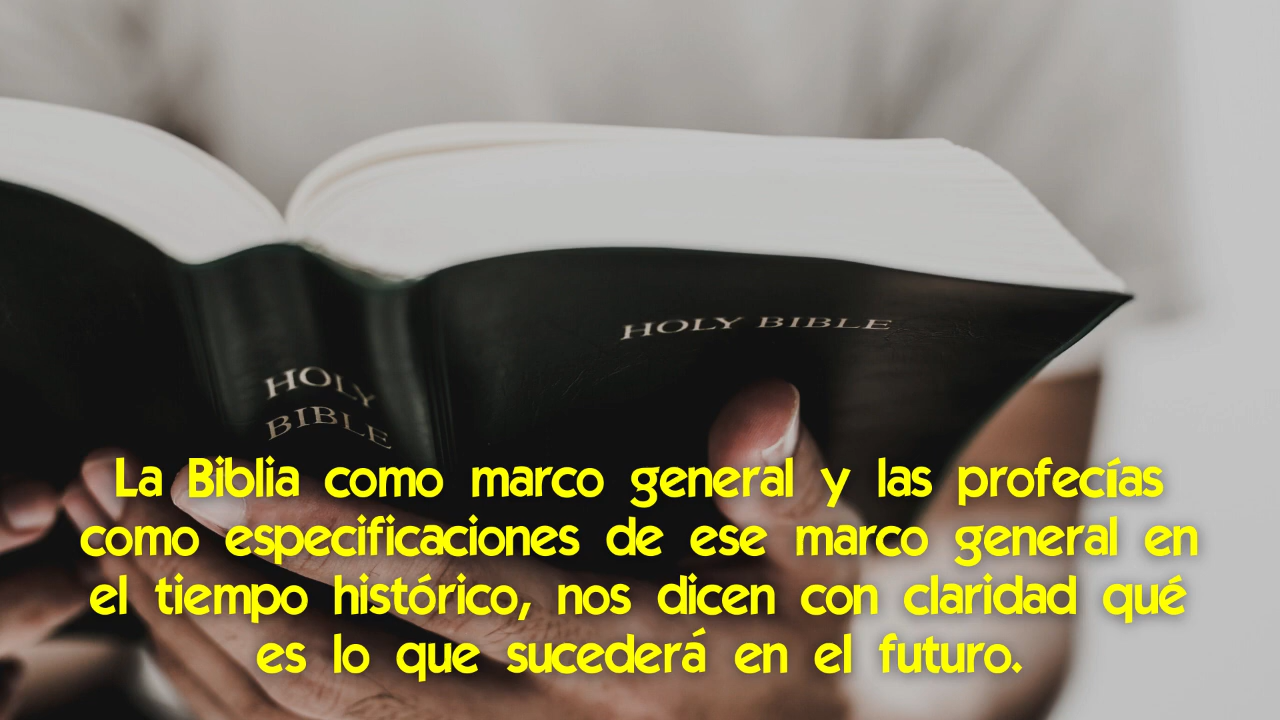 HOLY BIBLE
HOLY
BIBLE
La Biblia como marco general y las profecías
como especificaciones de ese marco general en
el tiempo histórico, nos dicen con claridad qué
es lo que sucederá en el futuro.